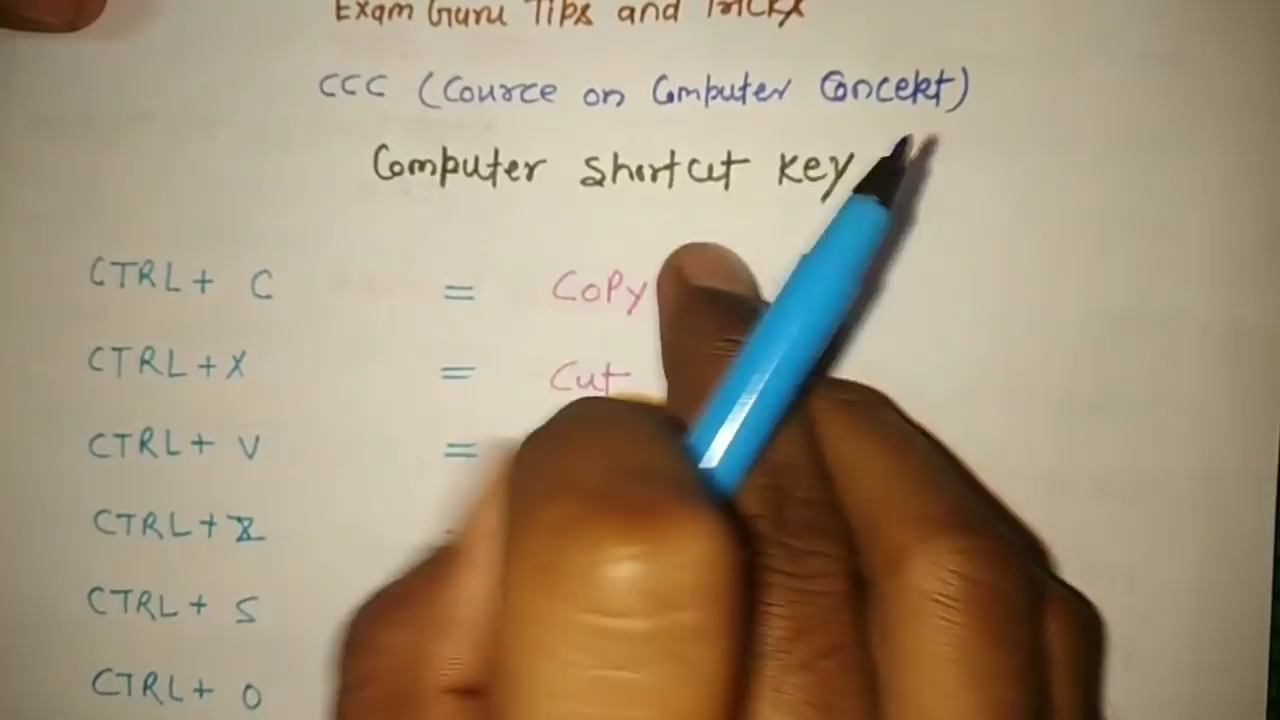 Exam Guru Tips and Tricks
CCC (Cource on Computer Concekt)
Computer Shortcut Key
CTRL + C = Copy
CTRL + X = Cut
CTRL + V =
CTRL + Z
CTRL + S
CTRL + O